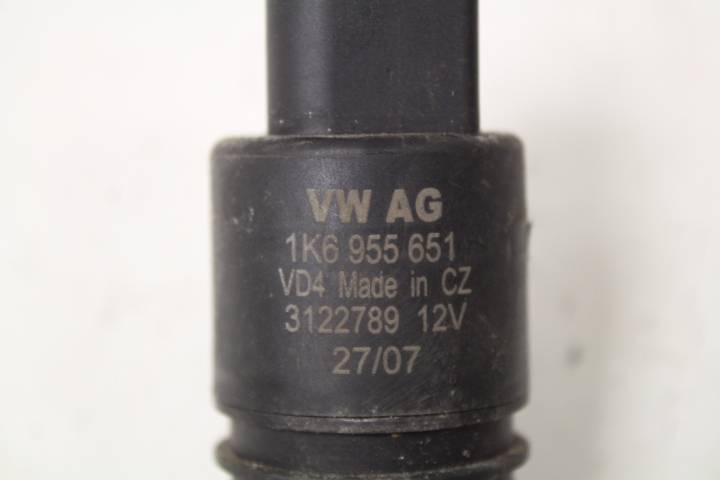 VW AG
1K6 955 651
VD4 Made in CZ
3122789 12V
27/07